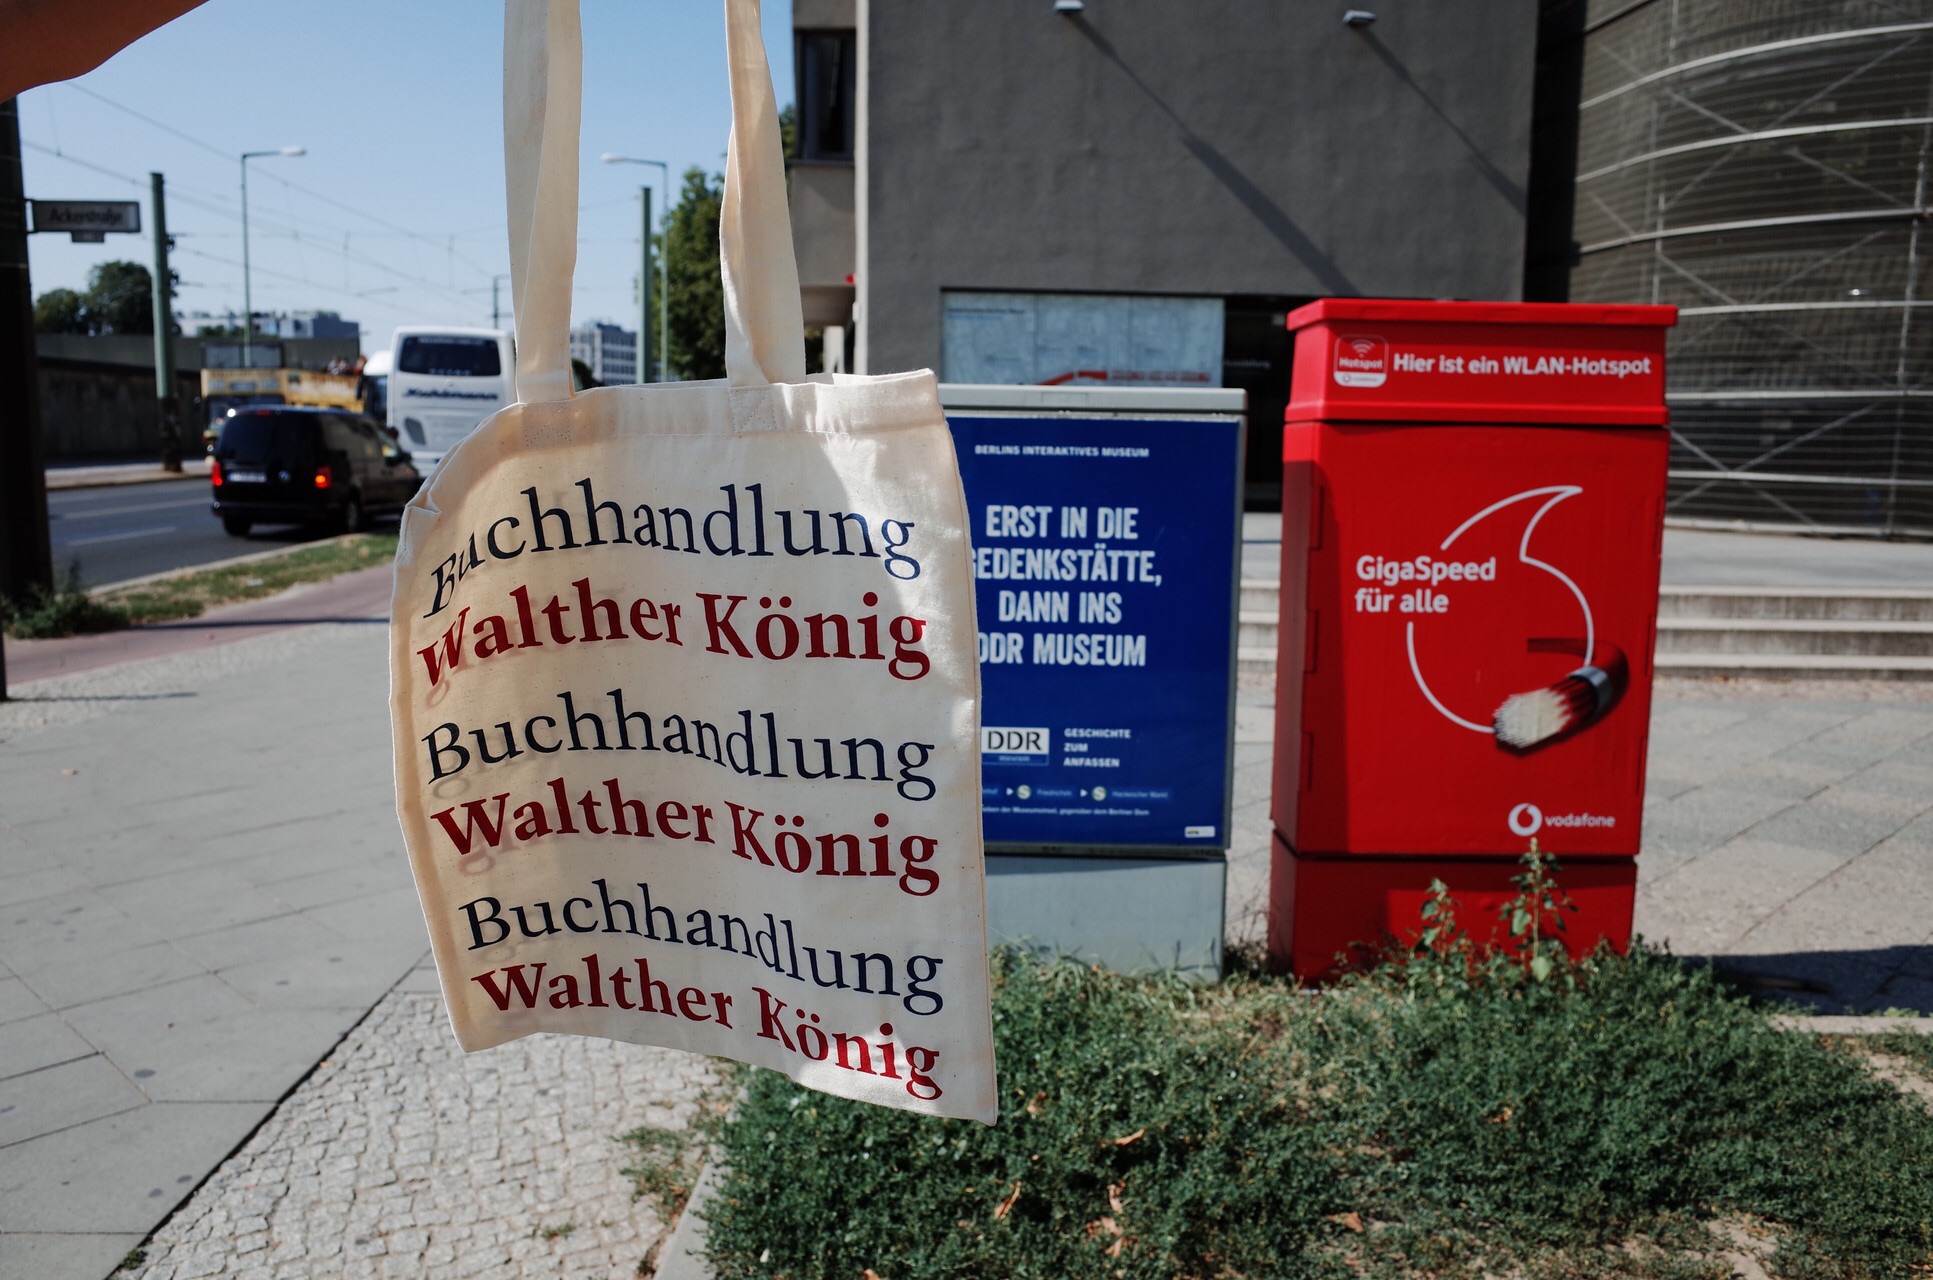 Ackerstraße
Buchhandlung
Walther König
Buchhandlung
Walther König
Buchhandlung
Walther König
BERLINS INTERAKTIVES MUSEUM
ERST IN DIE
GEDENKSTÄTTE,
DANN INS
DDR MUSEUM
DDR
GESCHICHTE
ZUM
ANFASSEN
Hotspot
Hier ist ein WLAN-Hotspot
GigaSpeed
für alle
vodafone